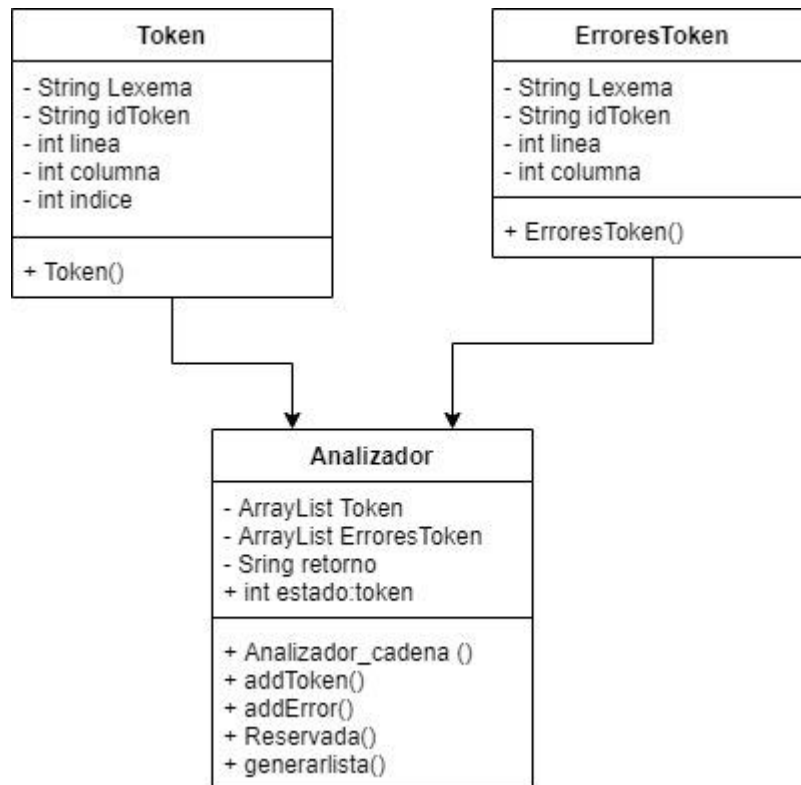 Token
- String Lexema
- String idToken
- int linea
- int columna
- int indice
+ Token()
ErroresToken
- String Lexema
- String idToken
- int linea
- int columna
+ ErroresToken()
Analizador
- ArrayList Token
- ArrayList ErroresToken
- Sring retorno
+ int estado:token
+ Analizador_cadena ()
+ addToken()
+ addError()
+ Reservada()
+ generarlista()